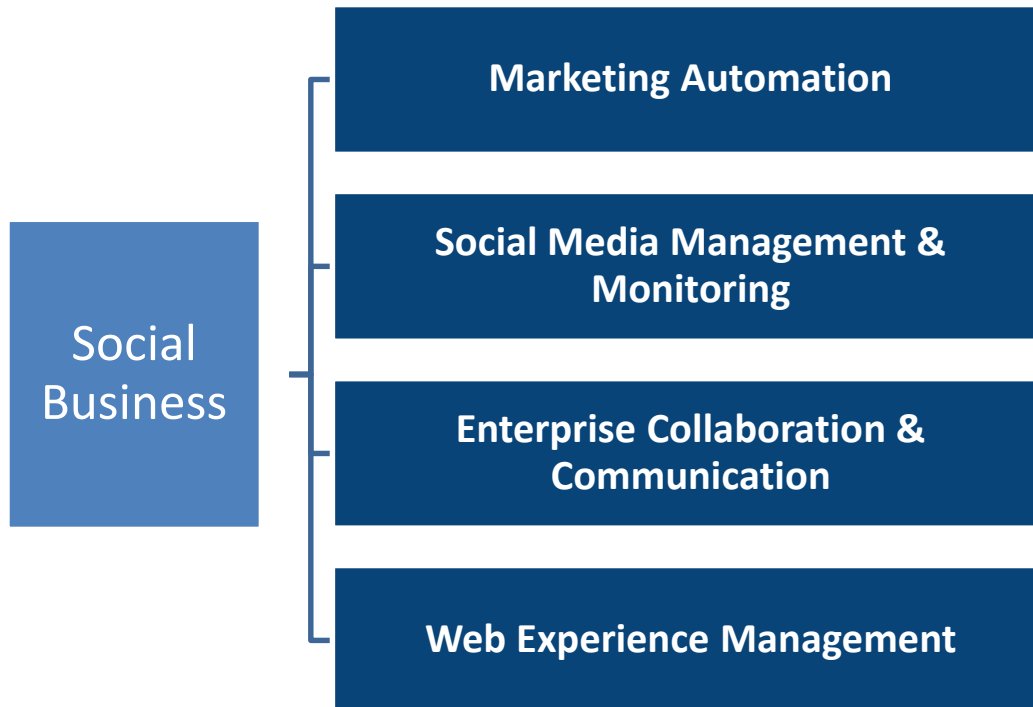 Social
Business
Marketing Automation
Social Media Management &
Monitoring
Enterprise Collaboration &
Communication
Web Experience Management